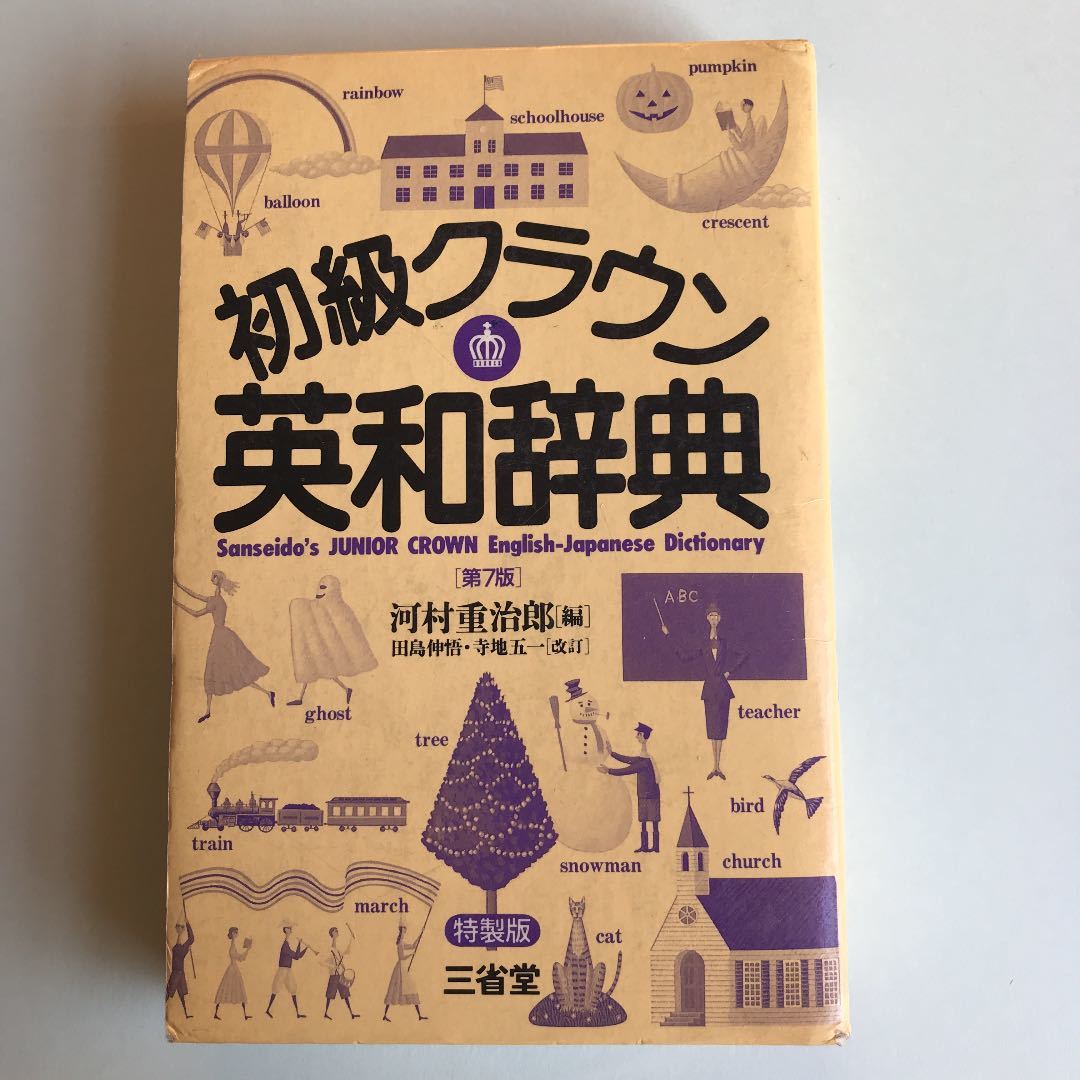 pumpkin
rainbow
schoolhouse
balloon
crescent
初級クラウン
英和辞典
Sanseido's JUNIOR CROWN English-Japanese Dictionary
[第7版]
河村重治郎[編]
田島伸悟・寺地五一[改訂]
ABC
ghost
teacher
tree
bird
train
snowman
church
march
特製版
cat
三省堂